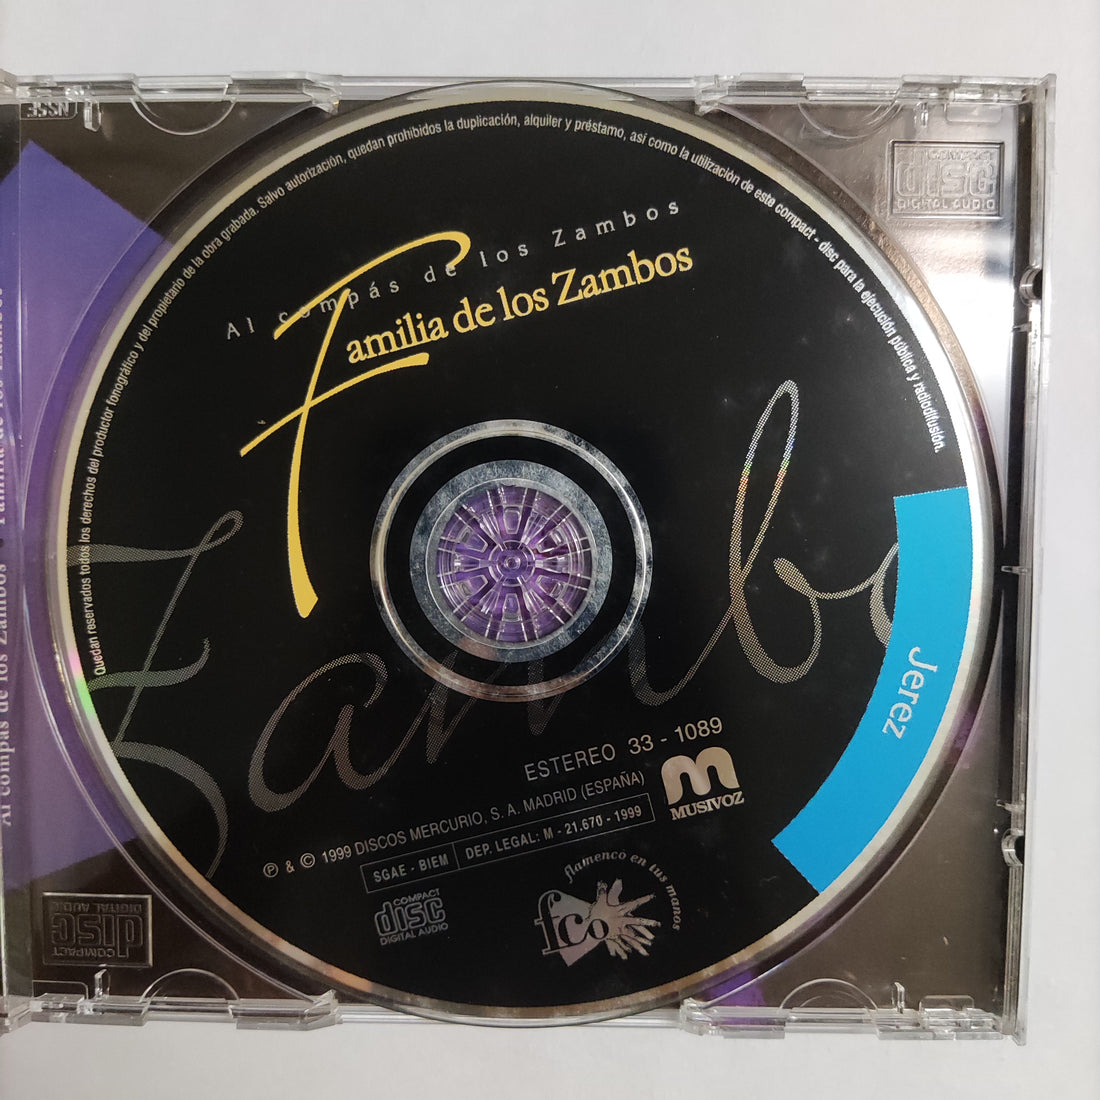 Quedan reservados todos los derechos del productor fonográfico y del propietario de la obra grabada. Salvo autorización, quedan prohibidos la duplicación, alquiler y préstamo, así como la utilización de este compact - disc para la ejecución pública y radiodifusión.
Al compás de los Zambos
Familia de los Zambos
Zambo
Jerez
ESTEREO 33 - 1089
m
MUSIVOZ
℗ & © 1999 DISCOS MERCURIO, S. A. MADRID (ESPAÑA)
SGAE - BIEM DEP. LEGAL: M - 21.670 - 1999
COMPACT
disc
DIGITAL AUDIO
flamenco en tus manos
fco
COMPACT
disc
DIGITAL AUDIO
COMPACT
disc
DIGITAL AUDIO
Al compás de los Zambos